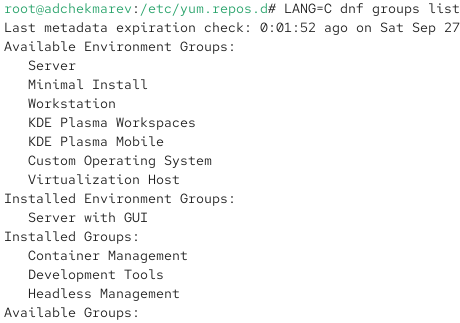 root@adchekmarev:/etc/yum.repos.d# LANG=C dnf groups list
Last metadata expiration check: 0:01:52 ago on Sat Sep 27
Available Environment Groups:
   Server
   Minimal Install
   Workstation
   KDE Plasma Workspaces
   KDE Plasma Mobile
   Custom Operating System
   Virtualization Host
Installed Environment Groups:
   Server with GUI
Installed Groups:
   Container Management
   Development Tools
   Headless Management
Available Groups: